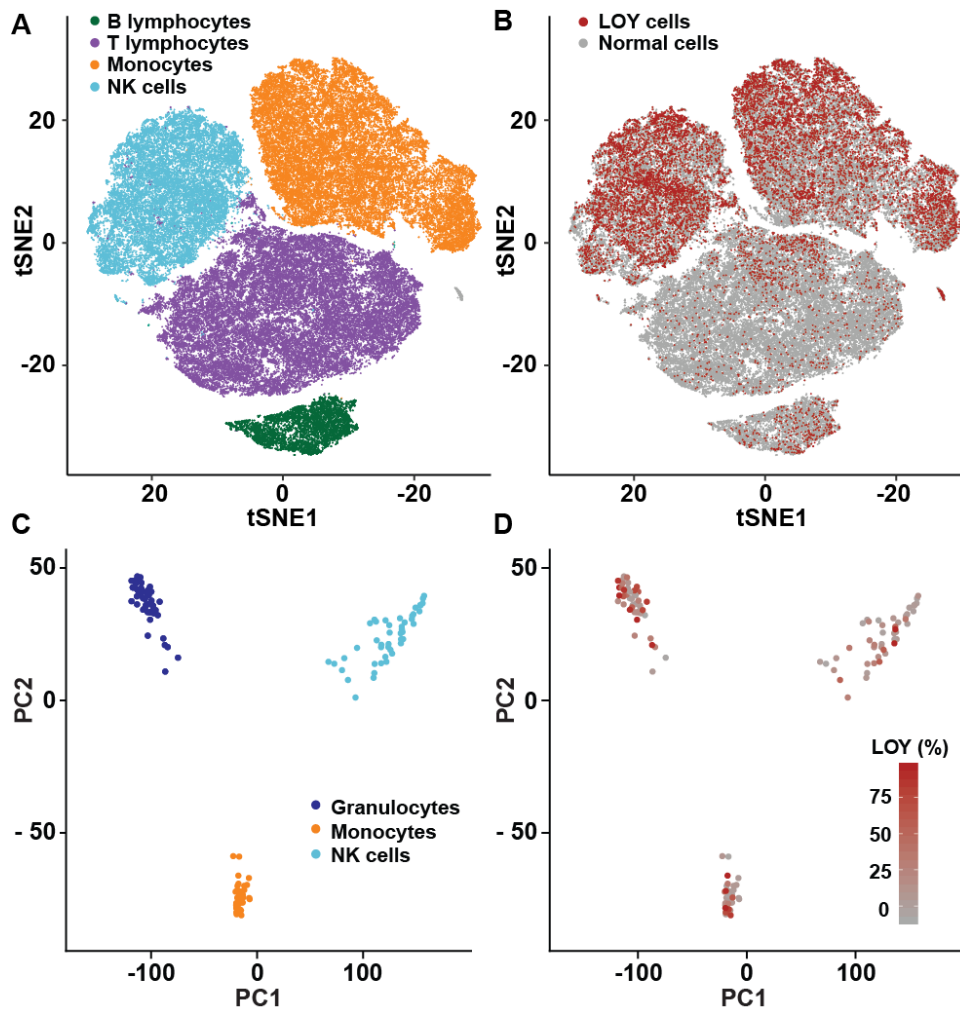 A
B lymphocytes
T lymphocytes
Monocytes
NK cells
tSNE2
20
0
-20
20
0
-20
tSNE1
B
LOY cells
Normal cells
tSNE2
20
0
-20
20
0
-20
tSNE1
C
PC2
50
0
- 50
Granulocytes
Monocytes
NK cells
-100
0
100
PC1
D
PC2
50
0
- 50
LOY (%)
75
50
25
0
-100
0
100
PC1